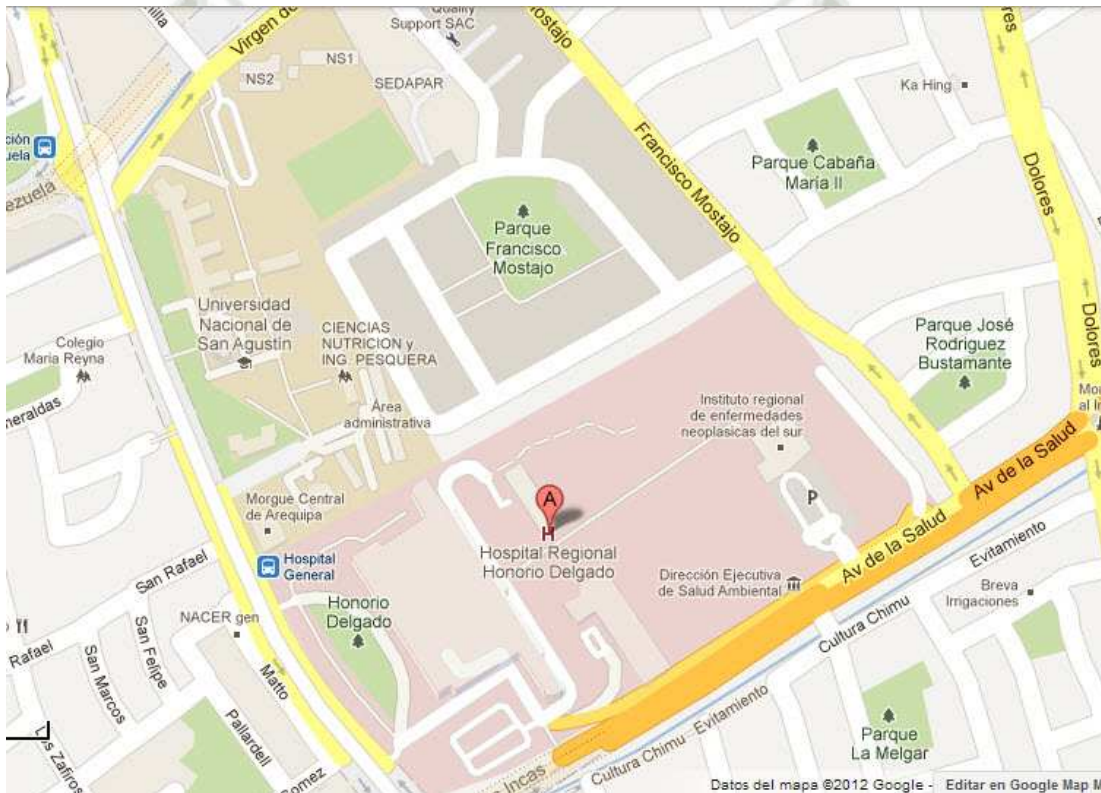 Quality
Support SAC
Virgen de
NS1
NS2
SEDAPAR
Mostajo
Ka Hing
Dolores
Francisco Mostajo
Parque Cabaña
María II
Parque
Francisco
Mostajo
Universidad
Nacional de
San Agustín
Colegio
Maria Reyna
CIENCIAS
NUTRICION y
ING. PESQUERA
Área
administrativa
Parque José
Rodriguez
Bustamante
Dolores
Instituto regional
de enfermedades
neoplasicas del sur
Av de la Salud
P
A
H
Hospital Regional
Honorio Delgado
Morgue Central
de Arequipa
Hospital
General
Av de la Salud
Evitamiento
Dirección Ejecutiva
de Salud Ambiental
Breva
Irrigaciones
San Rafael
NACER gen
Honorio
Delgado
Rafael
San Felipe
San Marcos
Matto
Cultura Chimu
Evitamiento
Cultura Chimu
Pallardell
Los Zafiros
Gomez
Incas
Parque
La Melgar
Datos del mapa ©2012 Google - Editar en Google Map M